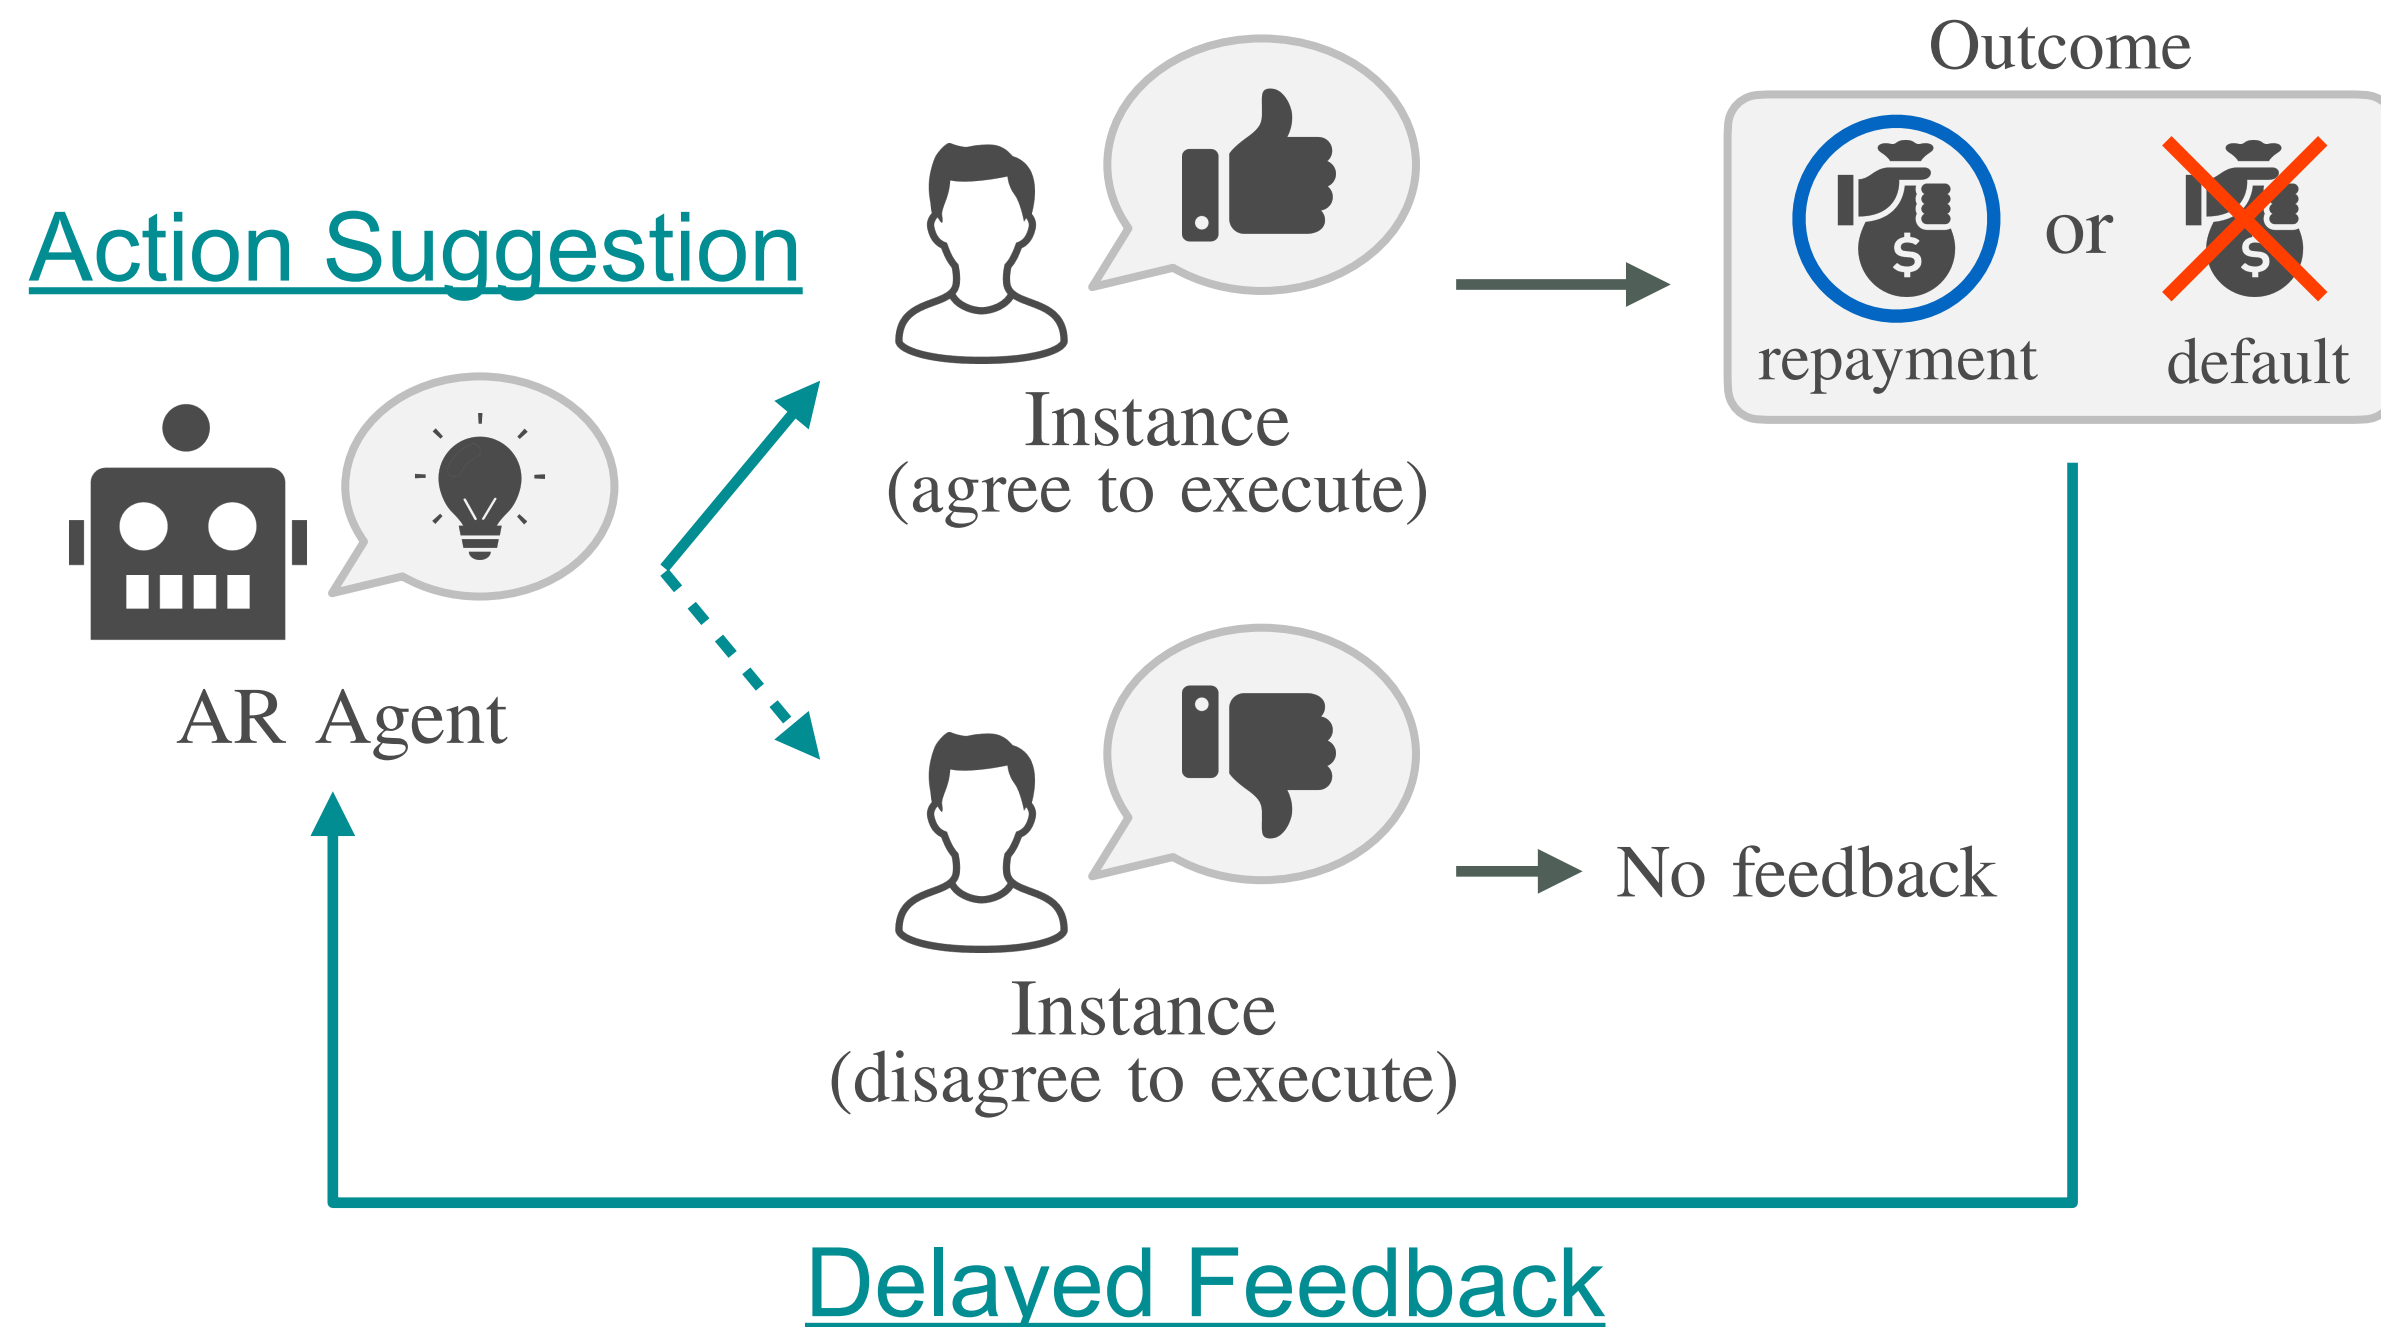 Action Suggestion
AR Agent
Instance
(agree to execute)
Outcome
$
or
$
repayment
default
Instance
(disagree to execute)
No feedback
Delayed Feedback